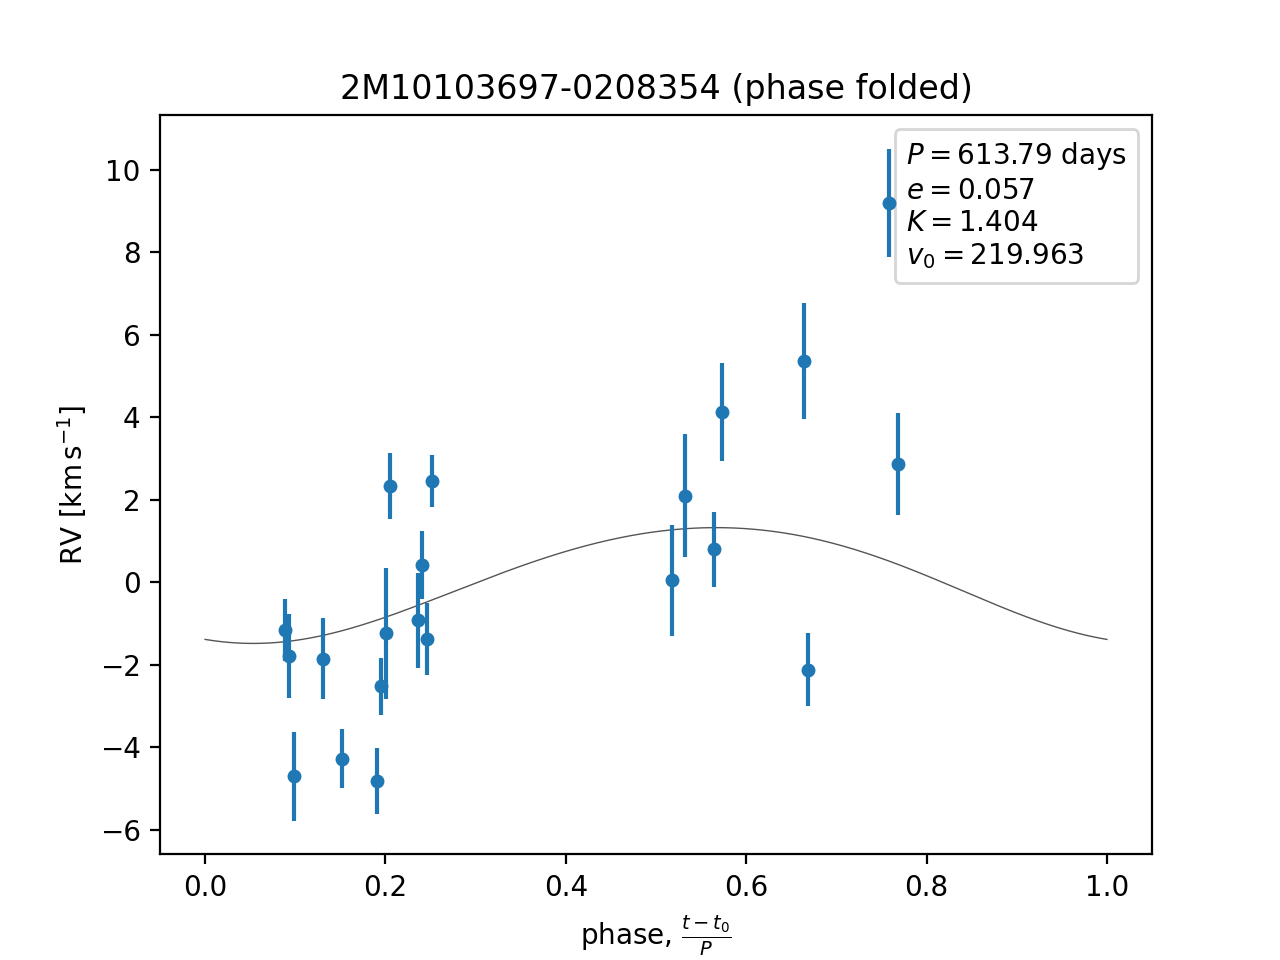 2M10103697-0208354 (phase folded)
P = 613.79 days
e = 0.057
K = 1.404
v₀ = 219.963
10
8
6
4
2
0
−2
−4
−6
RV [km s⁻¹]
0.0 0.2 0.4 0.6 0.8 1.0
phase, (t − t₀)/P